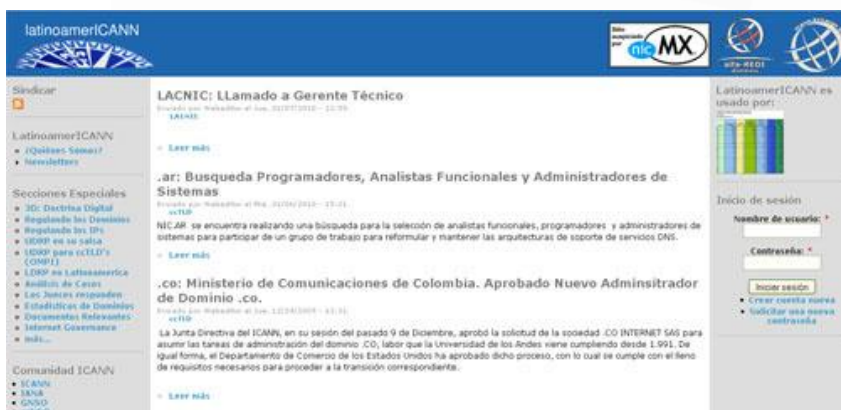 latinoamerICANN
nic MX
Sindicar
LatinoamerICANN
¿Quiénes Somos?
Newsletters
Secciones Especiales
3D: Doctrina Digital
Regulando los Dominios
Regulando los IPs
UDRP en su salsa
UDRP para ccTLD's
(OMPI)
LDRP en Latinoamerica
Análisis de Casos
Los Jueces responden
Estadísticas de Dominios
Documentos Relevantes
Internet Governance
más...
Comunidad ICANN
ICANN
IANA
GNSO
LACNIC: LLamado a Gerente Técnico
LACNIC
» Leer más
.ar: Busqueda Programadores, Analistas Funcionales y Administradores de
Sistemas
ccTLD
NIC.AR se encuentra realizando una búsqueda para la selección de analistas funcionales, programadores y administradores de
sistemas para participar de un grupo de trabajo para reformular y mantener las arquitecturas de soporte de servicios DNS.
» Leer más
.co: Ministerio de Comunicaciones de Colombia. Aprobado Nuevo Adminsitrador
de Dominio .co.
ccTLD
La Junta Directiva del ICANN, en su sesión del pasado 9 de Diciembre, aprobó la solicitud de la sociedad .CO INTERNET SAS para
asumir las tareas de administración del dominio .CO, labor que la Universidad de los Andes viene cumpliendo desde 1.991. De
igual forma, el Departamento de Comercio de los Estados Unidos ha aprobado dicho proceso, con lo cual se cumple con el lleno
de requisitos necesarios para proceder a la transición correspondiente.
» Leer más
LatinoamerICANN es
usado por:
Inicio de sesión
Nombre de usuario: *
Contraseña: *
Iniciar sesión
Crear cuenta nueva
Solicitar una nueva
contraseña